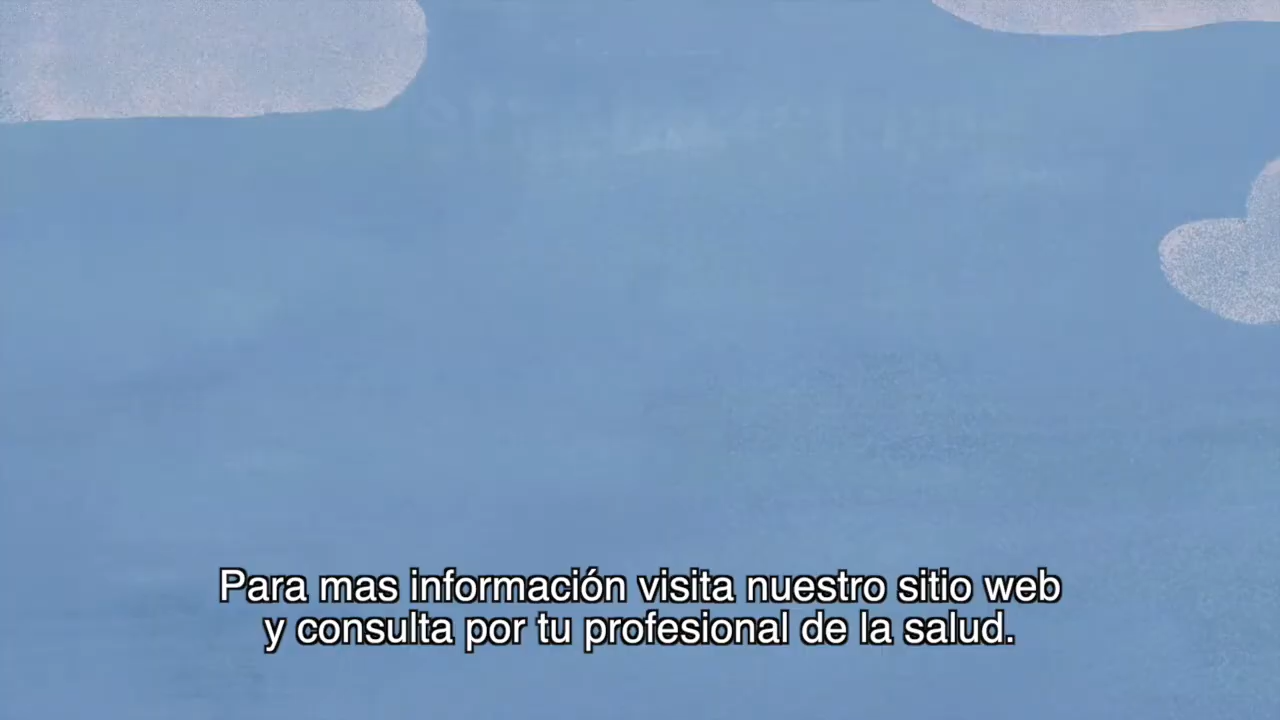 Para mas información visita nuestro sitio web
y consulta por tu profesional de la salud.